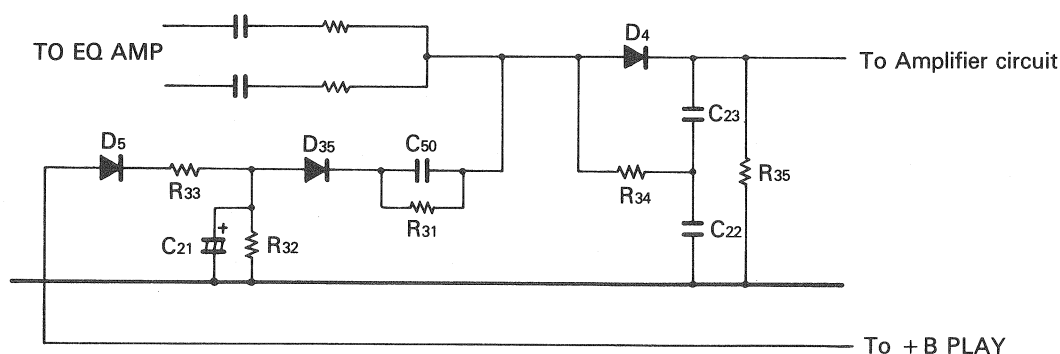 D4
TO EQ AMP
To Amplifier circuit
C23
D5
D35
C50
R33
R34
R35
R31
C21
+
R32
C22
To +B PLAY